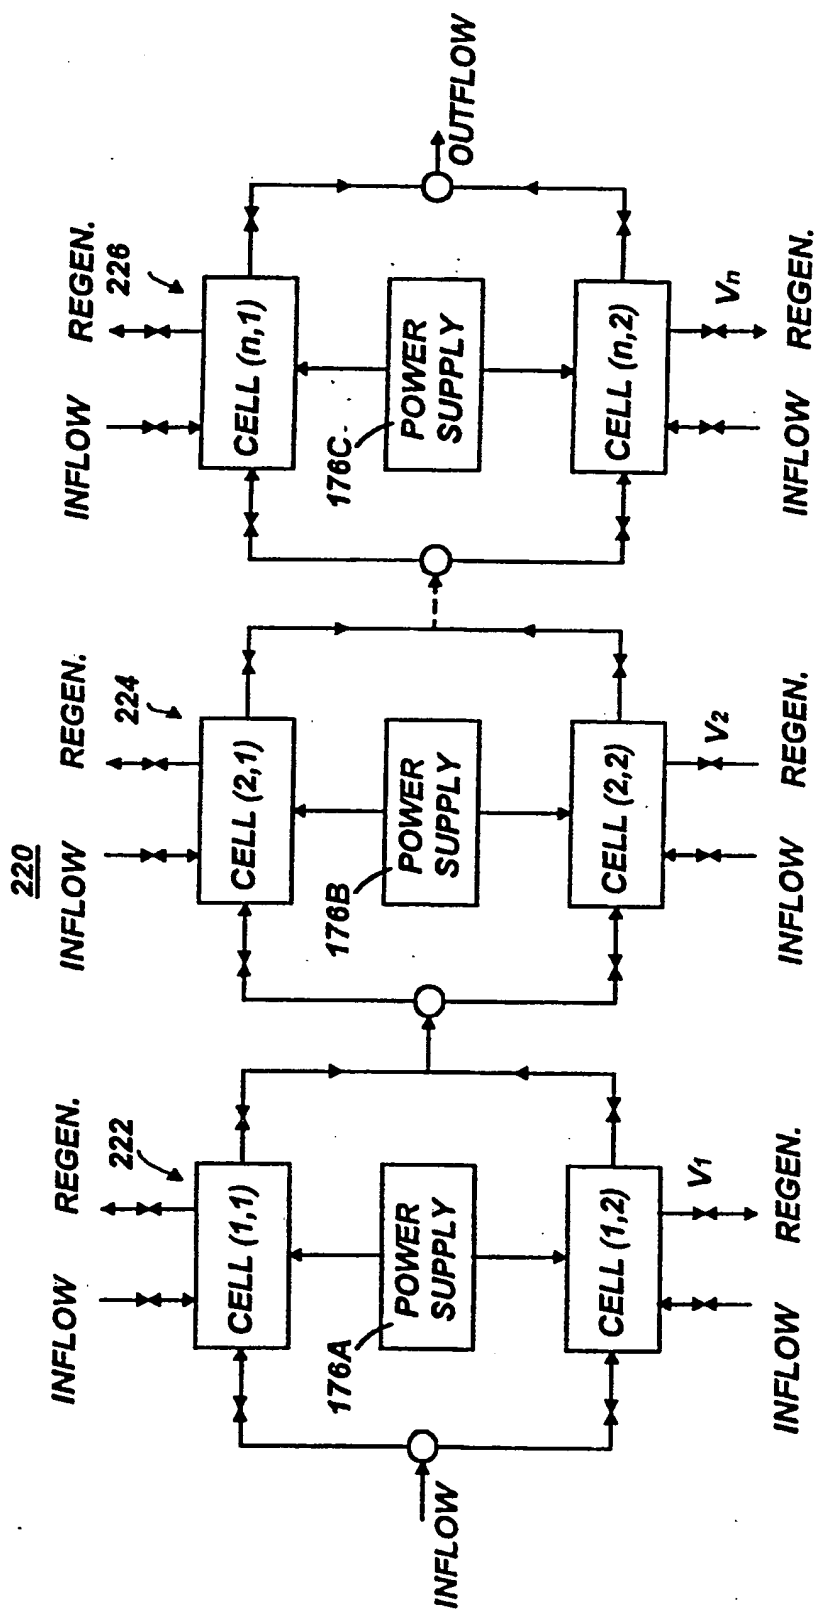 220
INFLOW
REGEN.
222
INFLOW
REGEN.
224
INFLOW
REGEN.
226
CELL (1,1)
CELL (2,1)
CELL (n,1)
176A
POWER
SUPPLY
176B
POWER
SUPPLY
176C
POWER
SUPPLY
INFLOW
OUTFLOW
CELL (1,2)
CELL (2,2)
CELL (n,2)
V1
V2
Vn
INFLOW
REGEN.
INFLOW
REGEN.
INFLOW
REGEN.